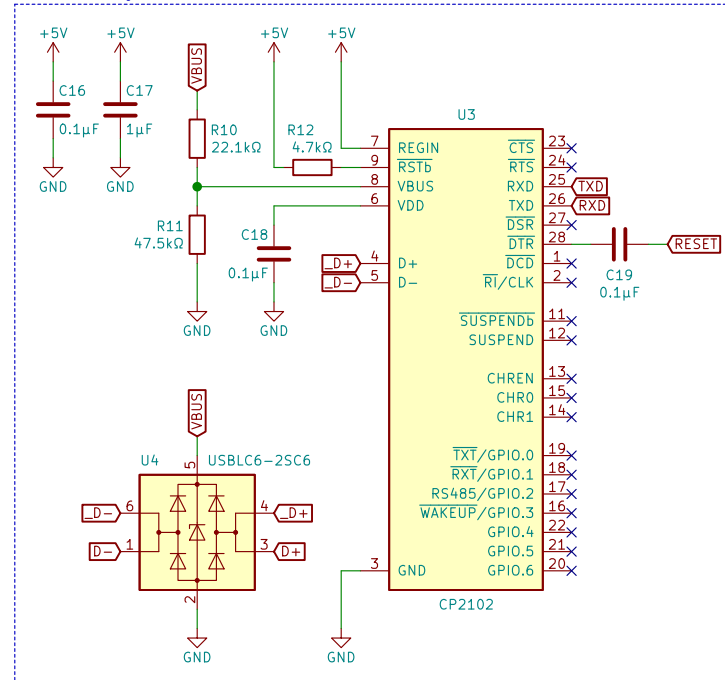 +5V
+5V
+5V
+5V
VBUS
C16
0.1µF
C17
1µF
GND
GND
R10
22.1kΩ
R12
4.7kΩ
R11
47.5kΩ
C18
0.1µF
GND
GND
_D+
_D-
U3
7 REGIN
9 RSTb
8 VBUS
6 VDD
4 D+
5 D-
3 GND
CTS 23
RTS 24
RXD 25 TXD
TXD 26 RXD
DSR 27
DTR 28
DCD 1
RI/CLK 2
SUSPENDb 11
SUSPEND 12
CHREN 13
CHR0 15
CHR1 14
TXT/GPIO.0 19
RXT/GPIO.1 18
RS485/GPIO.2 17
WAKEUP/GPIO.3 16
GPIO.4 22
GPIO.5 21
GPIO.6 20
CP2102
C19
0.1µF
RESET
VBUS
U4
USBLC6-2SC6
5
_D- 6
4 _D+
D- 1
3 D+
2
GND
GND